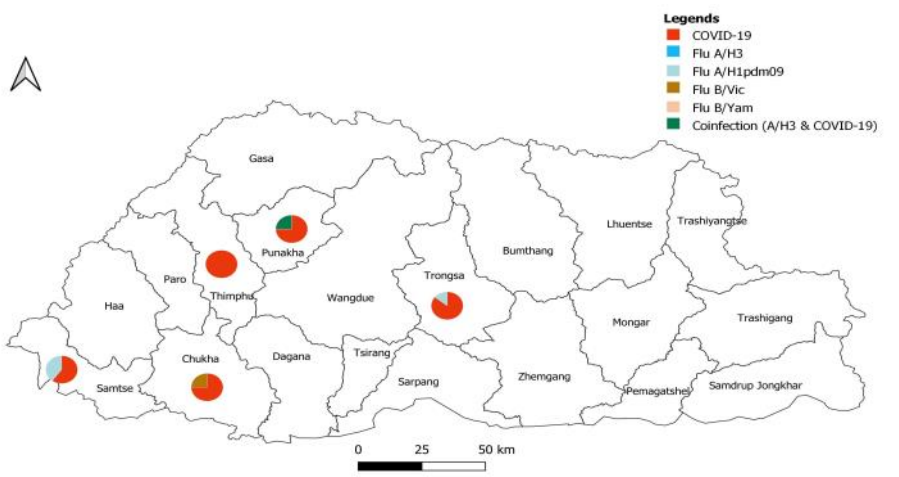 Legends
COVID-19
Flu A/H3
Flu A/H1pdm09
Flu B/Vic
Flu B/Yam
Coinfection (A/H3 & COVID-19)
Gasa
Punakha
Lhuentse
Trashiyangtse
Bumthang
Trongsa
Paro
Thimphu
Wangdue
Haa
Mongar
Trashigang
Chukha
Dagana
Tsirang
Sarpang
Zhemgang
Samtse
Pemagatshel
Samdrup Jongkhar
0 25 50 km